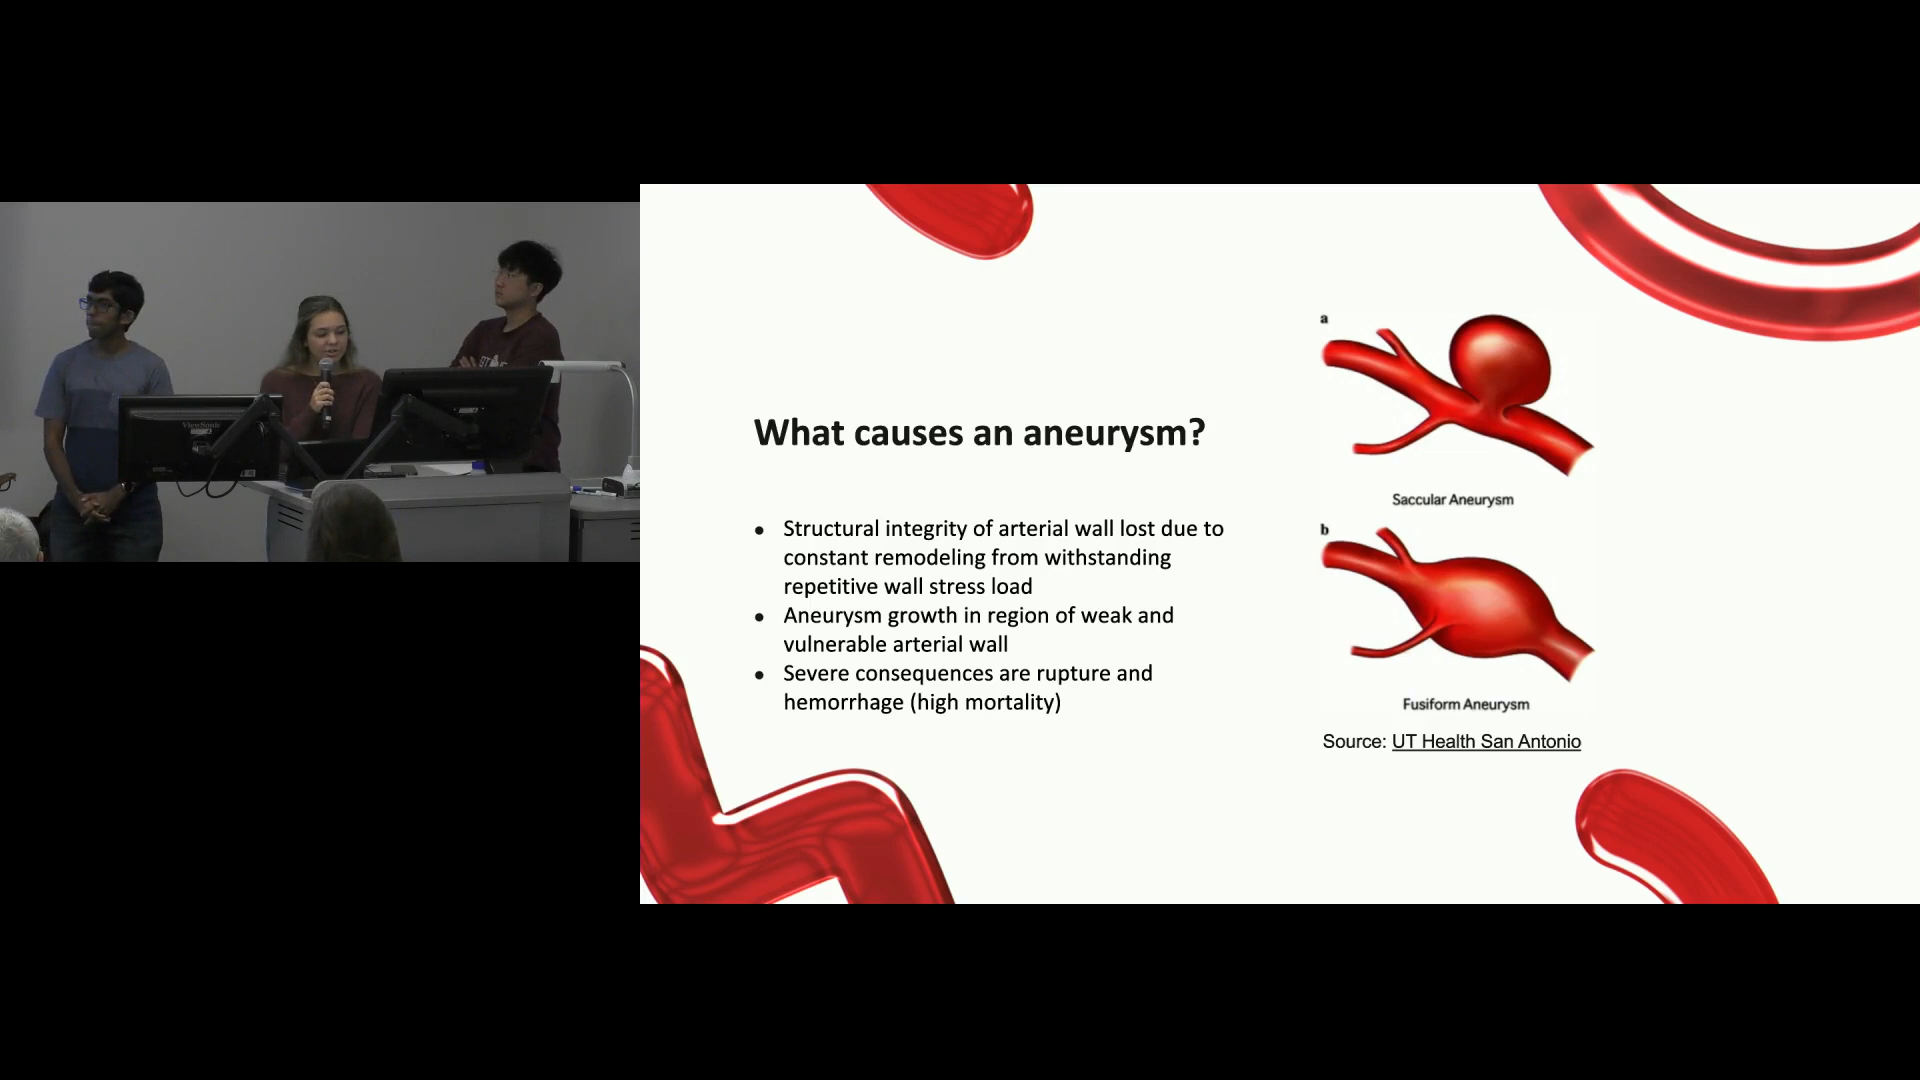 What causes an aneurysm?
● Structural integrity of arterial wall lost due to
constant remodeling from withstanding
repetitive wall stress load
● Aneurysm growth in region of weak and
vulnerable arterial wall
● Severe consequences are rupture and
hemorrhage (high mortality)
a
Saccular Aneurysm
b
Fusiform Aneurysm
Source: UT Health San Antonio
ViewSonic